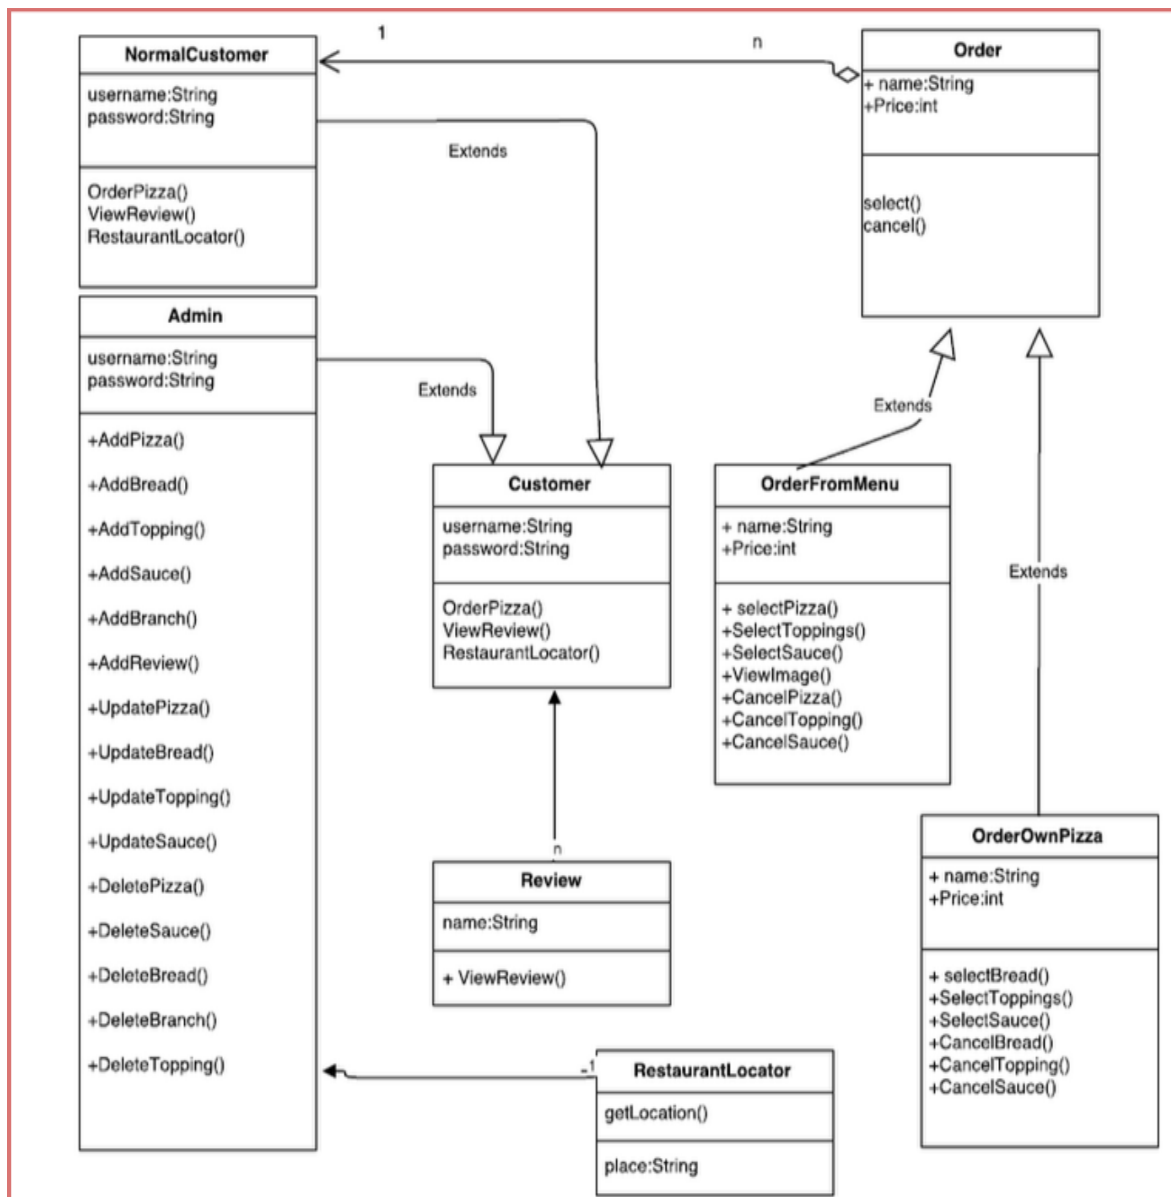 NormalCustomer
username:String
password:String
OrderPizza()
ViewReview()
RestaurantLocator()
1
n
Order
+ name:String
+Price:int
select()
cancel()
Extends
Admin
username:String
password:String
+AddPizza()
+AddBread()
+AddTopping()
+AddSauce()
+AddBranch()
+AddReview()
+UpdatePizza()
+UpdateBread()
+UpdateTopping()
+UpdateSauce()
+DeletePizza()
+DeleteSauce()
+DeleteBread()
+DeleteBranch()
+DeleteTopping()
Extends
Customer
username:String
password:String
OrderPizza()
ViewReview()
RestaurantLocator()
Extends
OrderFromMenu
+ name:String
+Price:int
+ selectPizza()
+SelectToppings()
+SelectSauce()
+ViewImage()
+CancelPizza()
+CancelTopping()
+CancelSauce()
Extends
n
Review
name:String
+ ViewReview()
OrderOwnPizza
+ name:String
+Price:int
+ selectBread()
+SelectToppings()
+SelectSauce()
+CancelBread()
+CancelTopping()
+CancelSauce()
1
RestaurantLocator
getLocation()
place:String